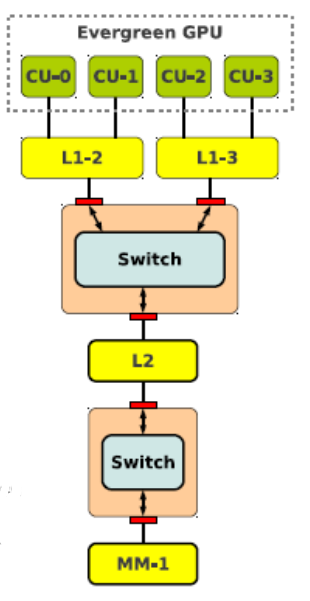 Evergreen GPU
CU-0 CU-1 CU-2 CU-3
L1-2 L1-3
Switch
L2
Switch
MM-1